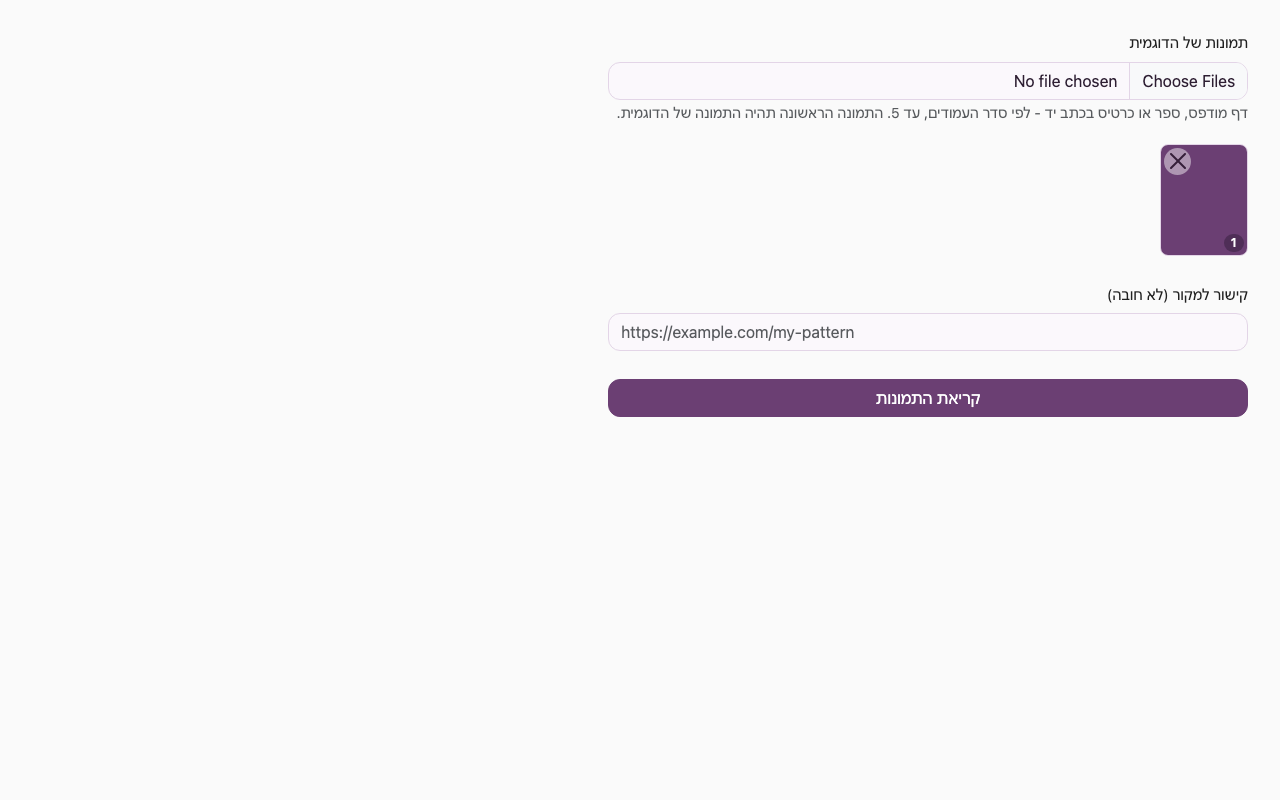 תמונות של הדוגמית
Choose Files No file chosen
דף מודפס, ספר או כרטיס בכתב יד - לפי סדר העמודים, עד 5. התמונה הראשונה תהיה התמונה של הדוגמית.
1
קישור למקור (לא חובה)
https://example.com/my-pattern
קריאת התמונות